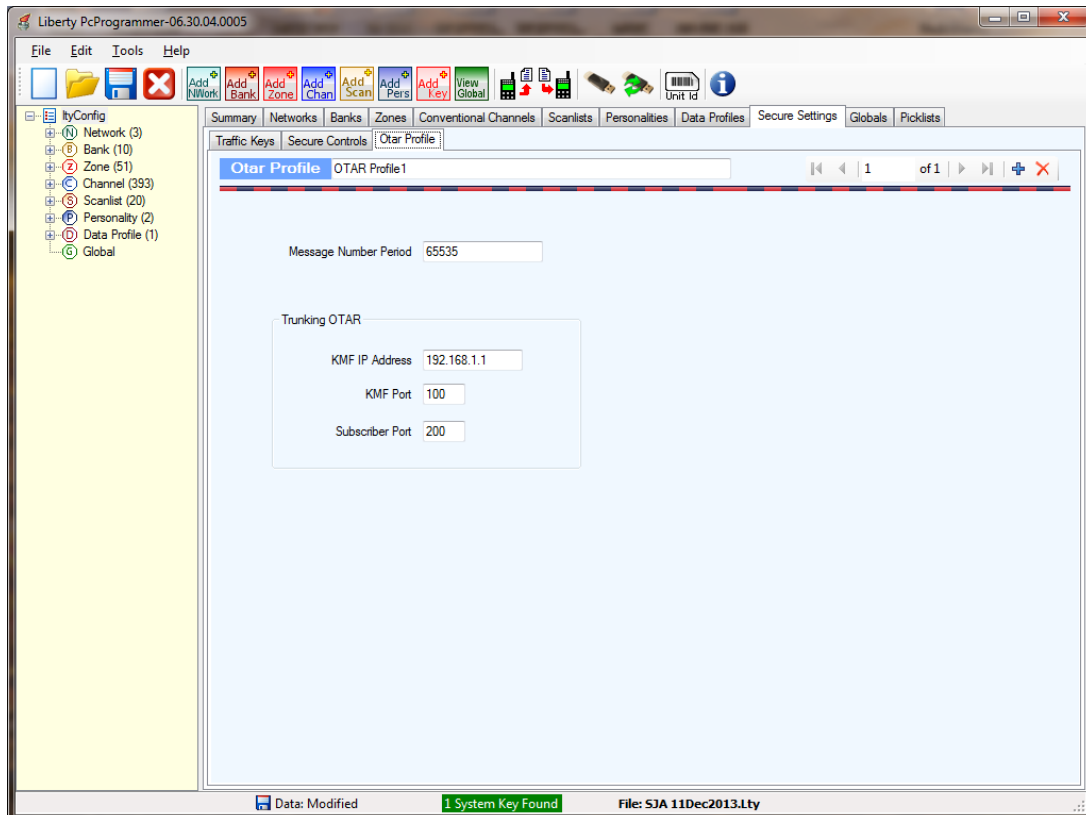 Liberty PcProgrammer-06.30.04.0005
File Edit Tools Help
Add NWork Add Bank Add Zone Add Chan Add Scan Add Pers Add Key View Global Unit Id
ltyConfig
N Network (3)
B Bank (10)
Z Zone (51)
C Channel (393)
S Scanlist (20)
P Personality (2)
D Data Profile (1)
G Global
Summary Networks Banks Zones Conventional Channels Scanlists Personalities Data Profiles Secure Settings Globals Picklists
Traffic Keys Secure Controls Otar Profile
Otar Profile OTAR Profile1 1 of 1
Message Number Period 65535
Trunking OTAR
KMF IP Address 192.168.1.1
KMF Port 100
Subscriber Port 200
Data: Modified 1 System Key Found File: SJA 11Dec2013.Lty